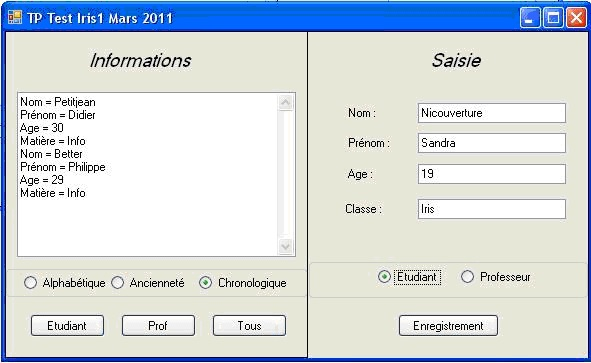 TP Test Iris1 Mars 2011
Informations
Nom = Petitjean
Prénom = Didier
Age = 30
Matière = Info
Nom = Better
Prénom = Philippe
Age = 29
Matière = Info
Alphabétique Ancienneté Chronologique
Etudiant Prof Tous
Saisie
Nom : Nicouverture
Prénom : Sandra
Age : 19
Classe : Iris
Etudiant Professeur
Enregistrement